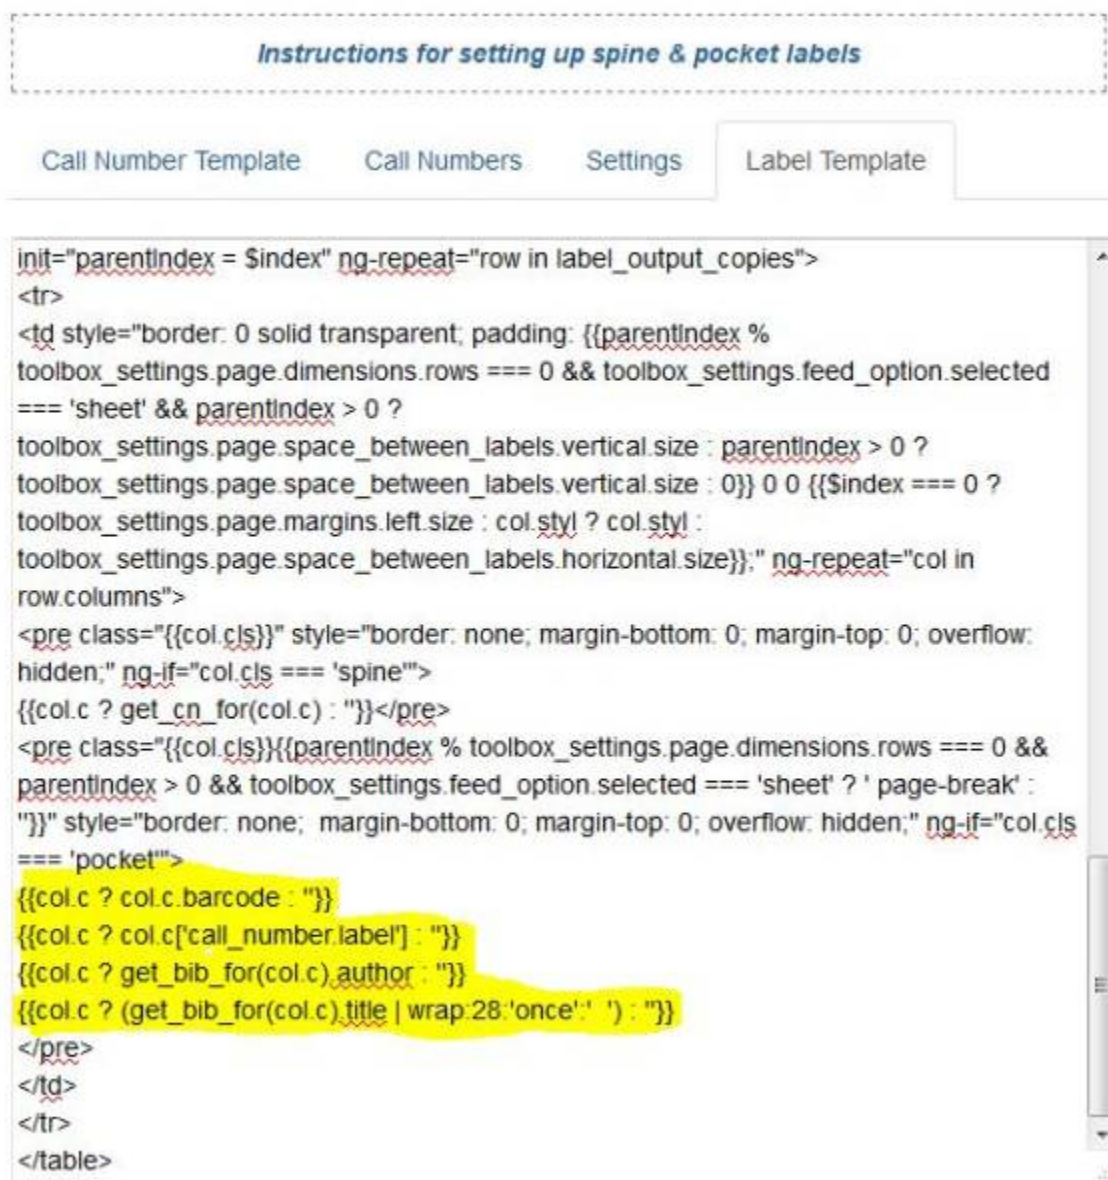 Instructions for setting up spine & pocket labels
Call Number Template Call Numbers Settings Label Template
init="parentIndex = $index" ng-repeat="row in label_output_copies">
<tr>
<td style="border: 0 solid transparent; padding: {{parentIndex %
toolbox_settings.page.dimensions.rows === 0 && toolbox_settings.feed_option.selected
=== 'sheet' && parentIndex > 0 ?
toolbox_settings.page.space_between_labels.vertical.size : parentIndex > 0 ?
toolbox_settings.page.space_between_labels.vertical.size : 0}} 0 0 {{$index === 0 ?
toolbox_settings.page.margins.left.size : col.styl ? col.styl :
toolbox_settings.page.space_between_labels.horizontal.size}};" ng-repeat="col in
row.columns">
<pre class="{{col.cls}}" style="border: none; margin-bottom: 0; margin-top: 0; overflow:
hidden;" ng-if="col.cls === 'spine'">
{{col.c ? get_cn_for(col.c) : ''}}</pre>
<pre class="{{col.cls}}{{parentIndex % toolbox_settings.page.dimensions.rows === 0 &&
parentIndex > 0 && toolbox_settings.feed_option.selected === 'sheet' ? ' page-break' :
''}}" style="border: none;  margin-bottom: 0; margin-top: 0; overflow: hidden;" ng-if="col.cls
=== 'pocket'">
{{col.c ? col.c.barcode : ''}}
{{col.c ? col.c['call_number.label'] : ''}}
{{col.c ? get_bib_for(col.c).author : ''}}
{{col.c ? (get_bib_for(col.c).title | wrap:28:'once':'  ') : ''}}
</pre>
</td>
</tr>
</table>